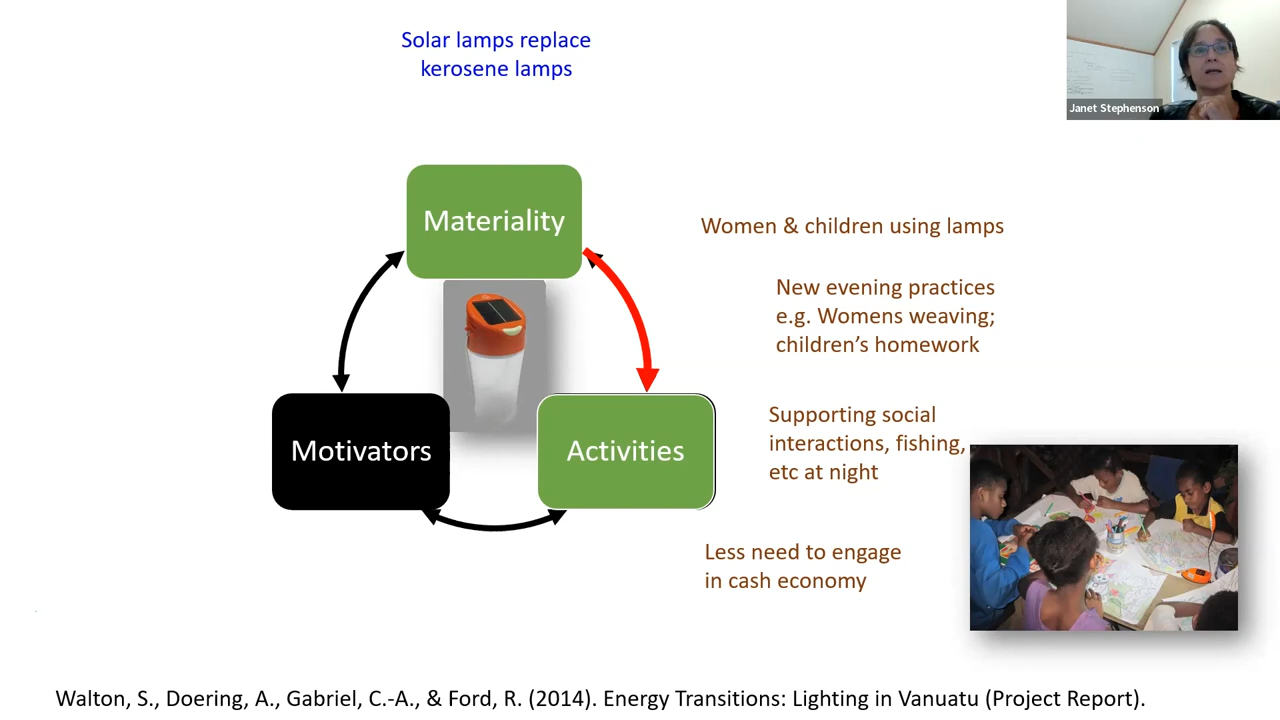 Solar lamps replace
kerosene lamps
Janet Stephenson
Materiality
Women & children using lamps
New evening practices
e.g. Womens weaving;
children’s homework
Motivators
Activities
Supporting social
interactions, fishing,
etc at night
Less need to engage
in cash economy
Walton, S., Doering, A., Gabriel, C.-A., & Ford, R. (2014). Energy Transitions: Lighting in Vanuatu (Project Report).